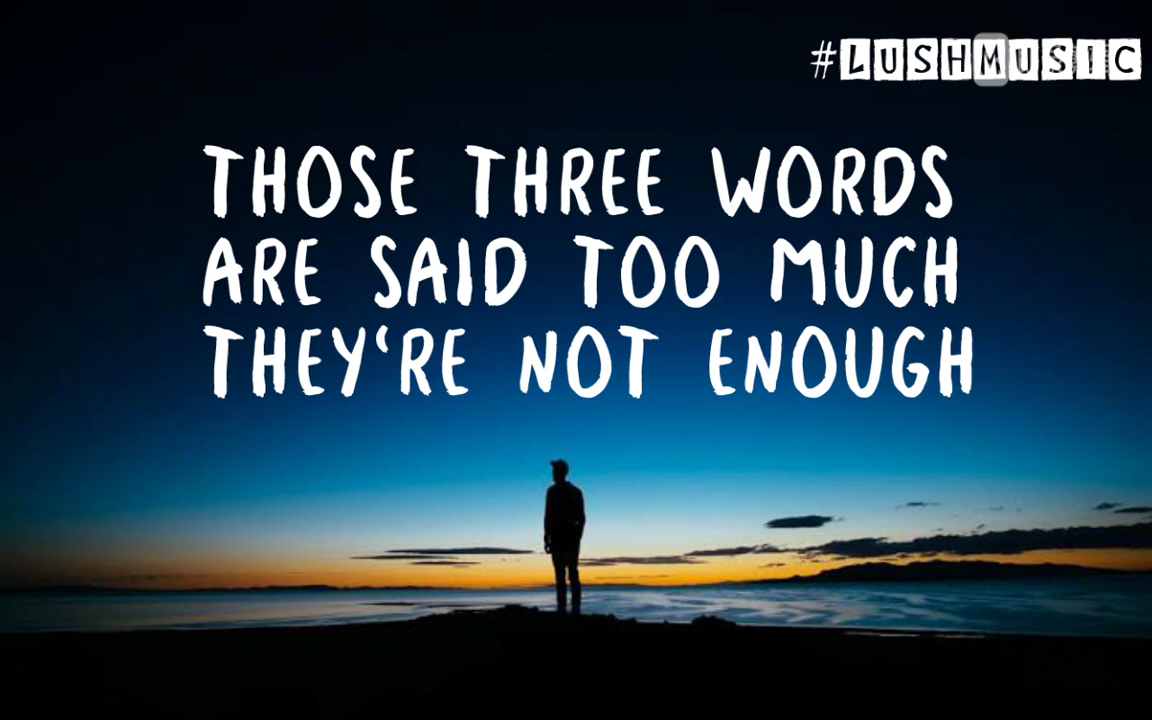 #LUSHMUSIC
THOSE THREE WORDS
ARE SAID TOO MUCH
THEY'RE NOT ENOUGH